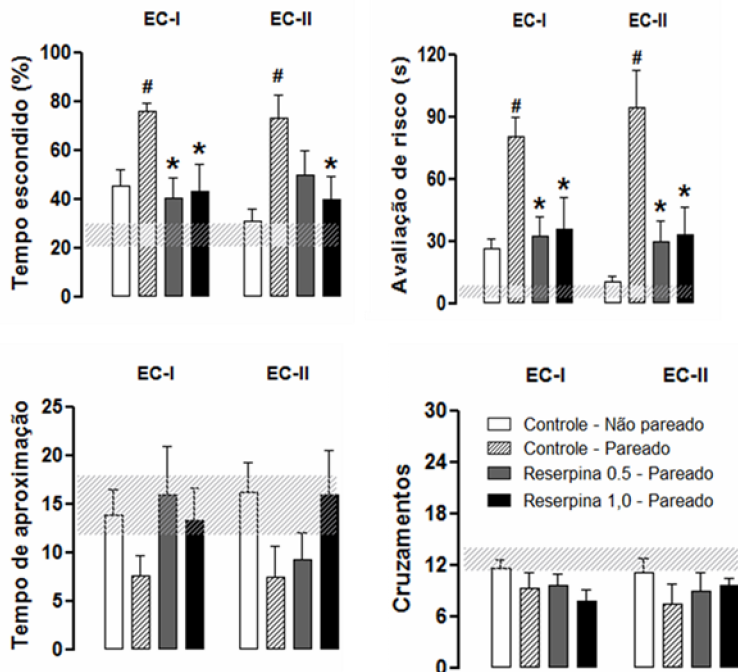 EC-I EC-II
Tempo escondido (%)
100
80
60
40
20
0
#
#
* *
*
EC-I EC-II
Avaliação de risco (s)
120
90
60
30
0
#
#
* *
* *
EC-I EC-II
Tempo de aproximação
25
20
15
10
5
0
EC-I EC-II
Cruzamentos
30
24
18
12
6
0
Controle - Não pareado
Controle - Pareado
Reserpina 0.5 - Pareado
Reserpina 1,0 - Pareado